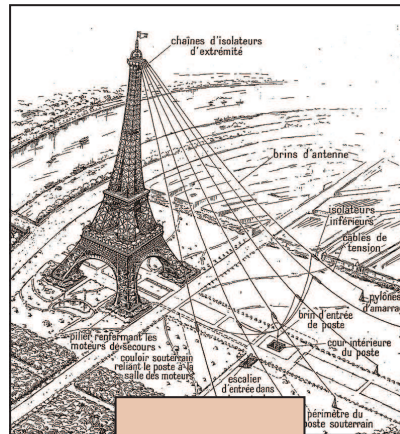 chaînes d'isolateurs
d'extrémité
brins d'antenne
isolateurs
inférieurs
câbles de
tension
pylônes
d'amarra
brin d'entrée
de poste
cour intérieure
du poste
pilier renfermant les
moteurs de secours
couloir souterrain
reliant le poste à la
salle des moteurs
escalier
d'entrée dans
périmètre du
poste souterrain